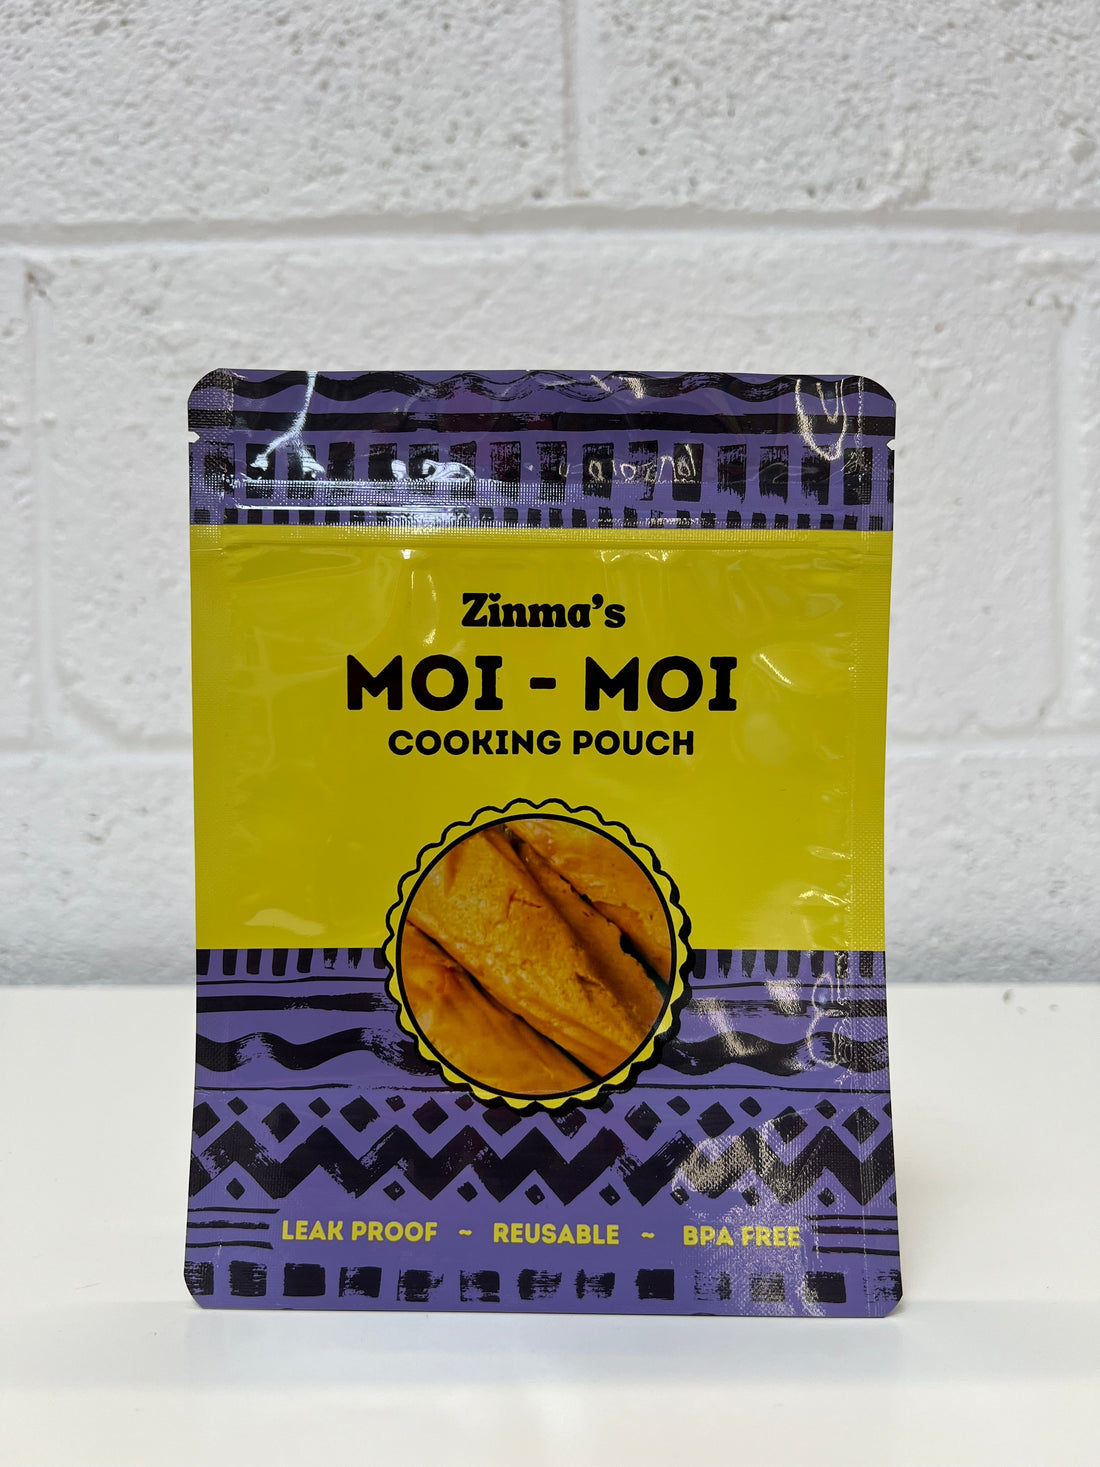 Zinma's
MOI - MOI
COOKING POUCH
LEAK PROOF ~ REUSABLE ~ BPA FREE